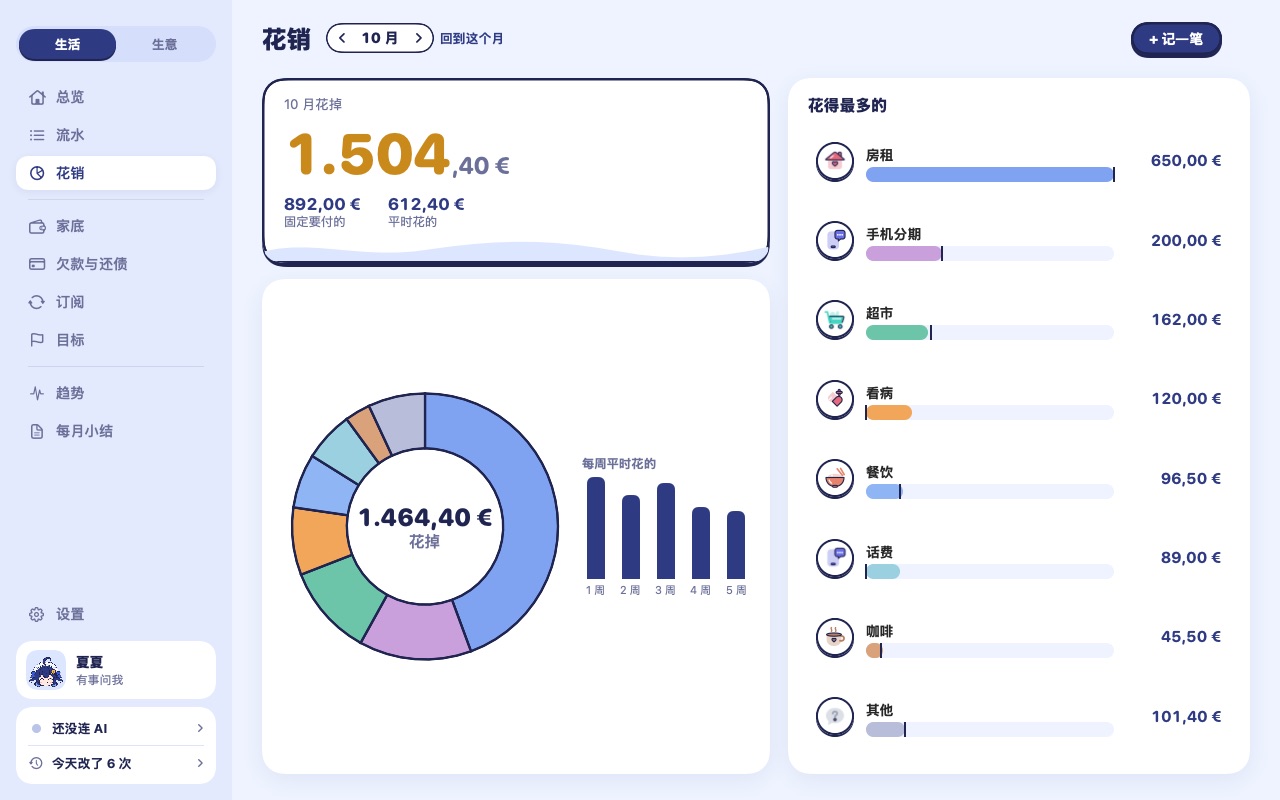 生活
生意
总览
流水
花销
家底
欠款与还债
订阅
目标
趋势
每月小结
设置
夏夏
有事问我
还没连 AI
今天改了 6 次
花销
10 月
回到这个月
+ 记一笔
10 月花掉
1.504,40 €
892,00 €
固定要付的
612,40 €
平时花的
1.464,40 €
花掉
每周平时花的
1 周
2 周
3 周
4 周
5 周
花得最多的
房租
650,00 €
手机分期
200,00 €
超市
162,00 €
看病
120,00 €
餐饮
96,50 €
话费
89,00 €
咖啡
45,50 €
其他
101,40 €